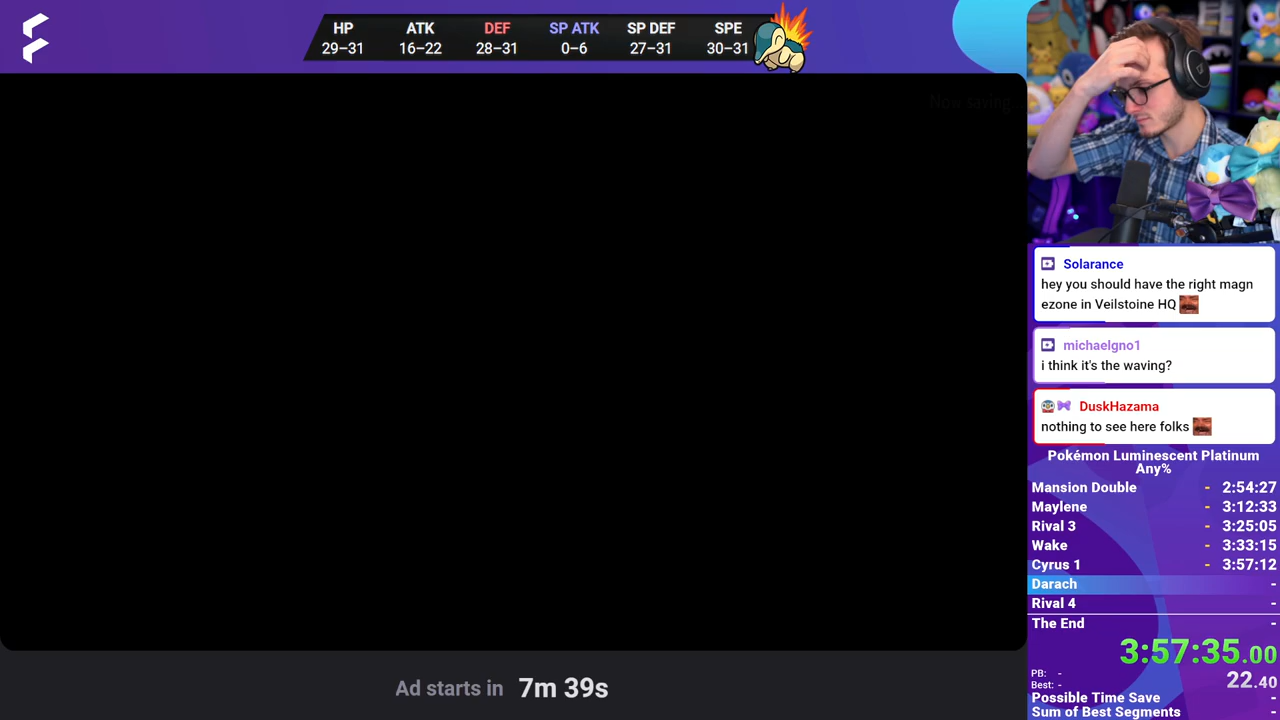 HP ATK DEF SP ATK SP DEF SPE
29–31 16–22 28–31 0–6 27–31 30–31
Now saving...
Solarance
hey you should have the right magn
ezone in Veilstoine HQ
michaelgno1
i think it's the waving?
DuskHazama
nothing to see here folks
Pokémon Luminescent Platinum
Any%
Mansion Double - 2:54:27
Maylene - 3:12:33
Rival 3 - 3:25:05
Wake - 3:33:15
Cyrus 1 - 3:57:12
Darach -
Rival 4 -
The End -
3:57:35.00
PB: -
Best: - 22.40
Possible Time Save -
Sum of Best Segments -
Ad starts in 7m 39s